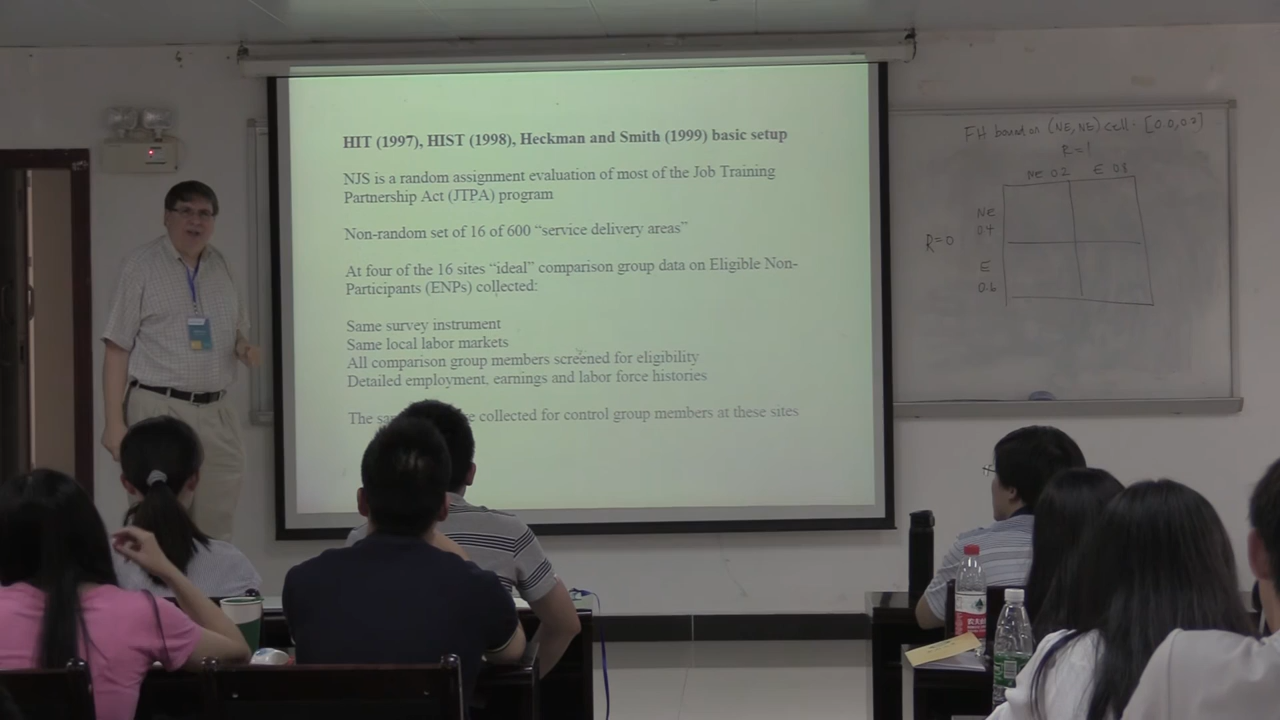 HIT (1997), HIST (1998), Heckman and Smith (1999) basic setup
NJS is a random assignment evaluation of most of the Job Training
Partnership Act (JTPA) program
Non-random set of 16 of 600 “service delivery areas”
At four of the 16 sites “ideal” comparison group data on Eligible Non-
Participants (ENPs) collected:
Same survey instrument
Same local labor markets
All comparison group members screened for eligibility
Detailed employment, earnings and labor force histories
The collected for control group members at these sites
FH bound on (NE, NE) cell: [0.0,0.2]
R=1
NE 0.2 E 0.8
NE
0.4
R=0
E
0.6